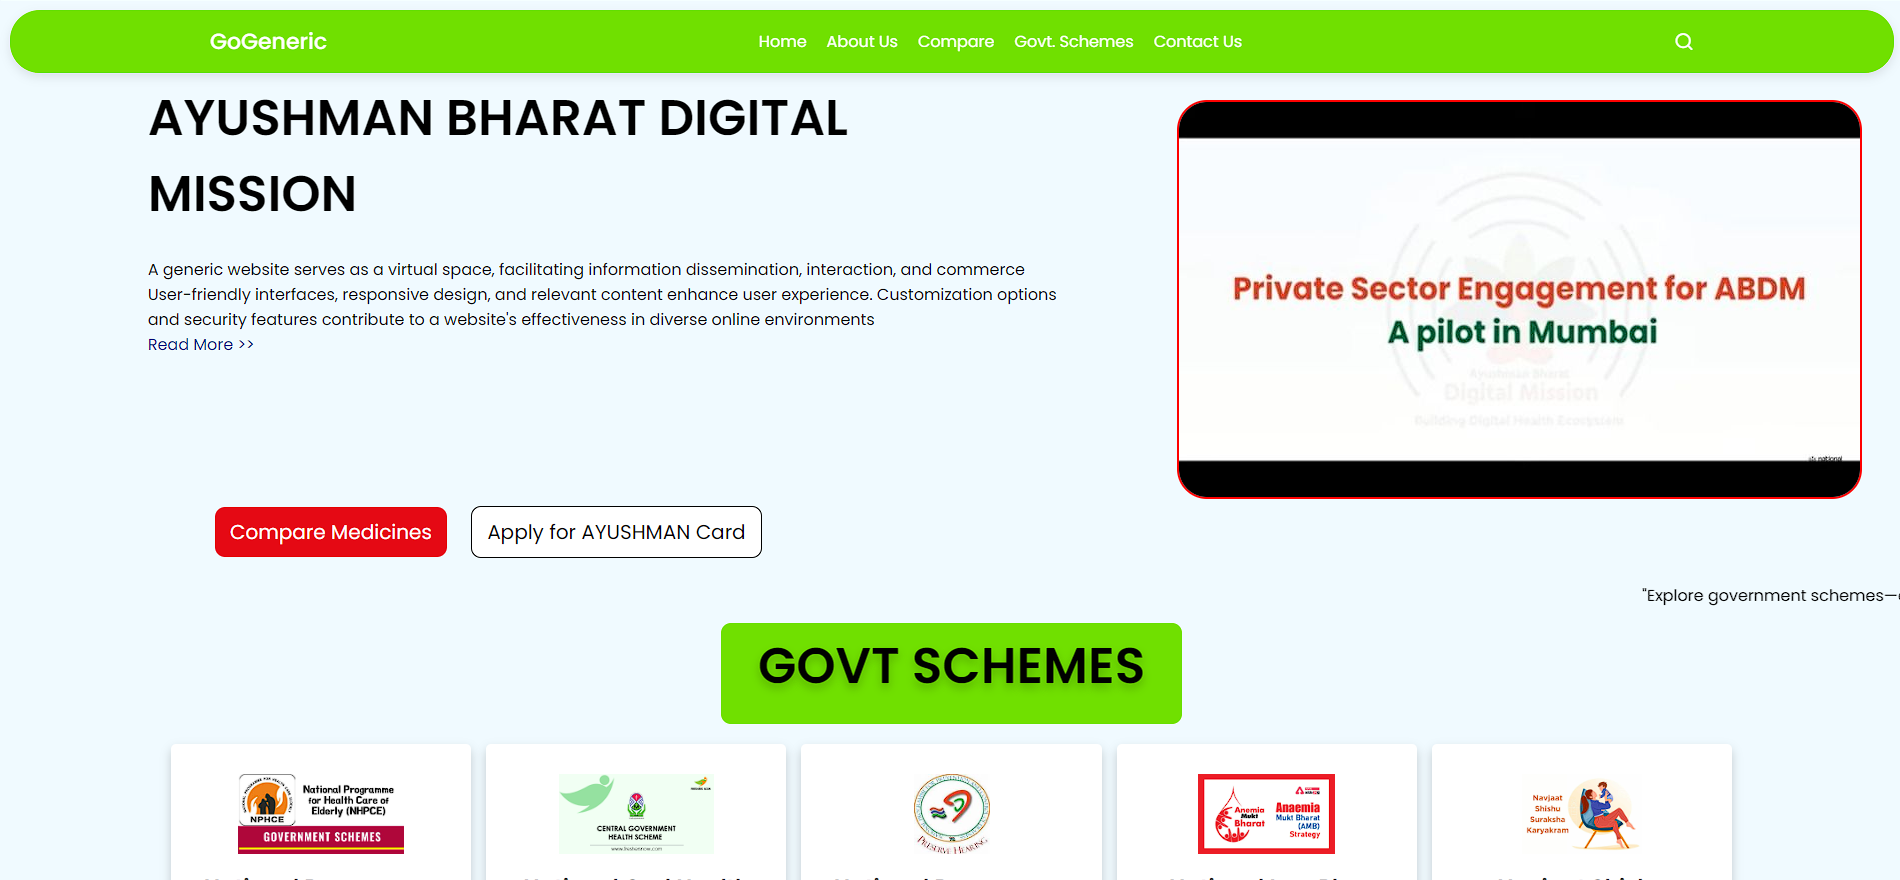 GoGeneric
Home About Us Compare Govt. Schemes Contact Us
AYUSHMAN BHARAT DIGITAL
MISSION
A generic website serves as a virtual space, facilitating information dissemination, interaction, and commerce
User-friendly interfaces, responsive design, and relevant content enhance user experience. Customization options
and security features contribute to a website's effectiveness in diverse online environments
Read More >>
Private Sector Engagement for ABDM
A pilot in Mumbai
Ayushman Bharat
Digital Mission
Building Digital Health Ecosystem
national
Compare Medicines
Apply for AYUSHMAN Card
"Explore government schemes—
GOVT SCHEMES
NPHCE
National Programme
for Health Care of
Elderly (NHPCE)
GOVERNMENT SCHEMES
CENTRAL GOVERNMENT
HEALTH SCHEME
PRESERVE HEARING
Anemia
Mukt
Bharat
Anaemia
Mukt Bharat
(AMB)
Strategy
Navjaat
Shishu
Suraksha
Karyakram